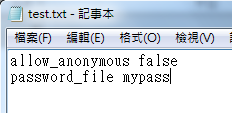 test.txt - 記事本
檔案(F) 編輯(E) 格式(O) 檢視(V)
allow_anonymous false
password_file mypass